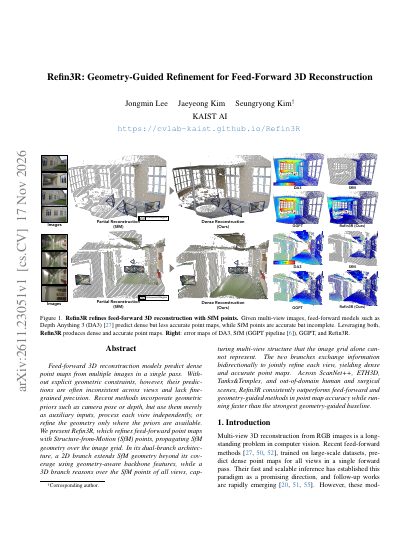 Refin3R: Geometry-Guided Refinement for Feed-Forward 3D Reconstruction
Jongmin Lee Jaeyeong Kim Seungryong Kim†
KAIST AI
https://cvlab-kaist.github.io/Refin3R
arXiv:2611.23051v1 [cs.CV] 17 Nov 2026
Images
Partial Reconstruction
(SfM)
Dense Reconstruction
(Ours)
Partial Reconstruction
(SfM)
Dense Reconstruction
(Ours)
DA3
SfM
GGPT
Refin3R (Ours)
DA3
SfM
GGPT
Refin3R (Ours)
Images
Figure 1. Refin3R refines feed-forward 3D reconstruction with SfM points. Given multi-view images, feed-forward models such as
Depth Anything 3 (DA3) [27] predict dense but less accurate point maps, while SfM points are accurate but incomplete. Leveraging both,
Refin3R produces dense and accurate point maps. Right: error maps of DA3, SfM (GGPT pipeline [6]), GGPT, and Refin3R.
Abstract
Feed-forward 3D reconstruction models predict dense
point maps from multiple images in a single pass. With-
out explicit geometric constraints, however, their predic-
tions are often inconsistent across views and lack fine-
grained precision. Recent methods incorporate geometric
priors such as camera pose or depth, but use them merely
as auxiliary inputs, process each view independently, or
refine the geometry only where the priors are available.
We present Refin3R, which refines feed-forward point maps
with Structure-from-Motion (SfM) points, propagating SfM
geometry over the image grid. In its dual-branch architec-
ture, a 2D branch extends SfM geometry beyond its cov-
erage using geometry-aware backbone features, while a
3D branch reasons over the SfM points of all views, cap-
†Corresponding author.
turing multi-view structure that the image grid alone can-
not represent. The two branches exchange information
bidirectionally to jointly refine each view, yielding dense
and accurate point maps. Across ScanNet++, ETH3D,
Tanks&Temples, and out-of-domain human and surgical
scenes, Refin3R consistently outperforms feed-forward and
geometry-guided methods in point map accuracy while run-
ning faster than the strongest geometry-guided baseline.
1. Introduction
Multi-view 3D reconstruction from RGB images is a long-
standing problem in computer vision. Recent feed-forward
methods [27, 50, 52], trained on large-scale datasets, pre-
dict dense point maps for all views in a single forward
pass. Their fast and scalable inference has established this
paradigm as a promising direction, and follow-up works
are rapidly emerging [20, 51, 55]. However, these mod-